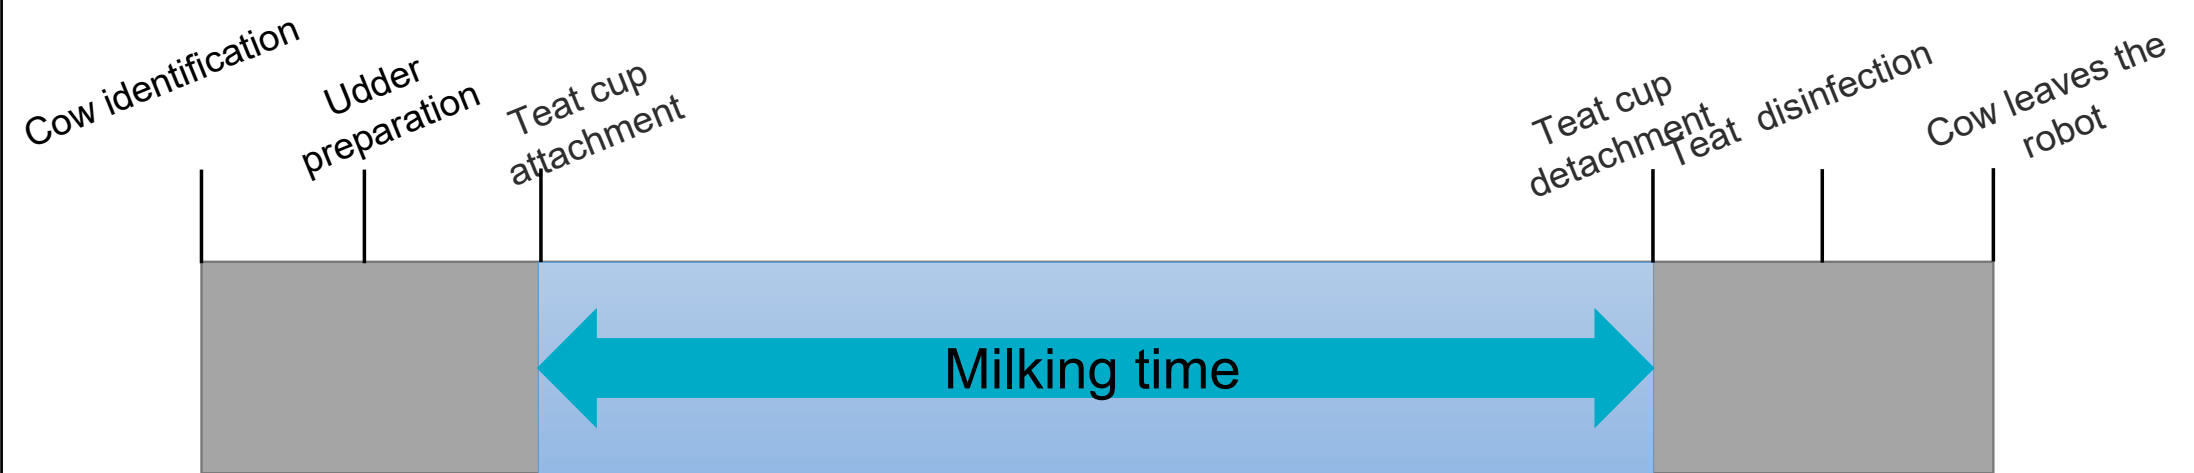 Cow identification
Udder
preparation
Teat cup
attachment
Teat cup
detachment
Teat disinfection
Cow leaves the
robot
Milking time